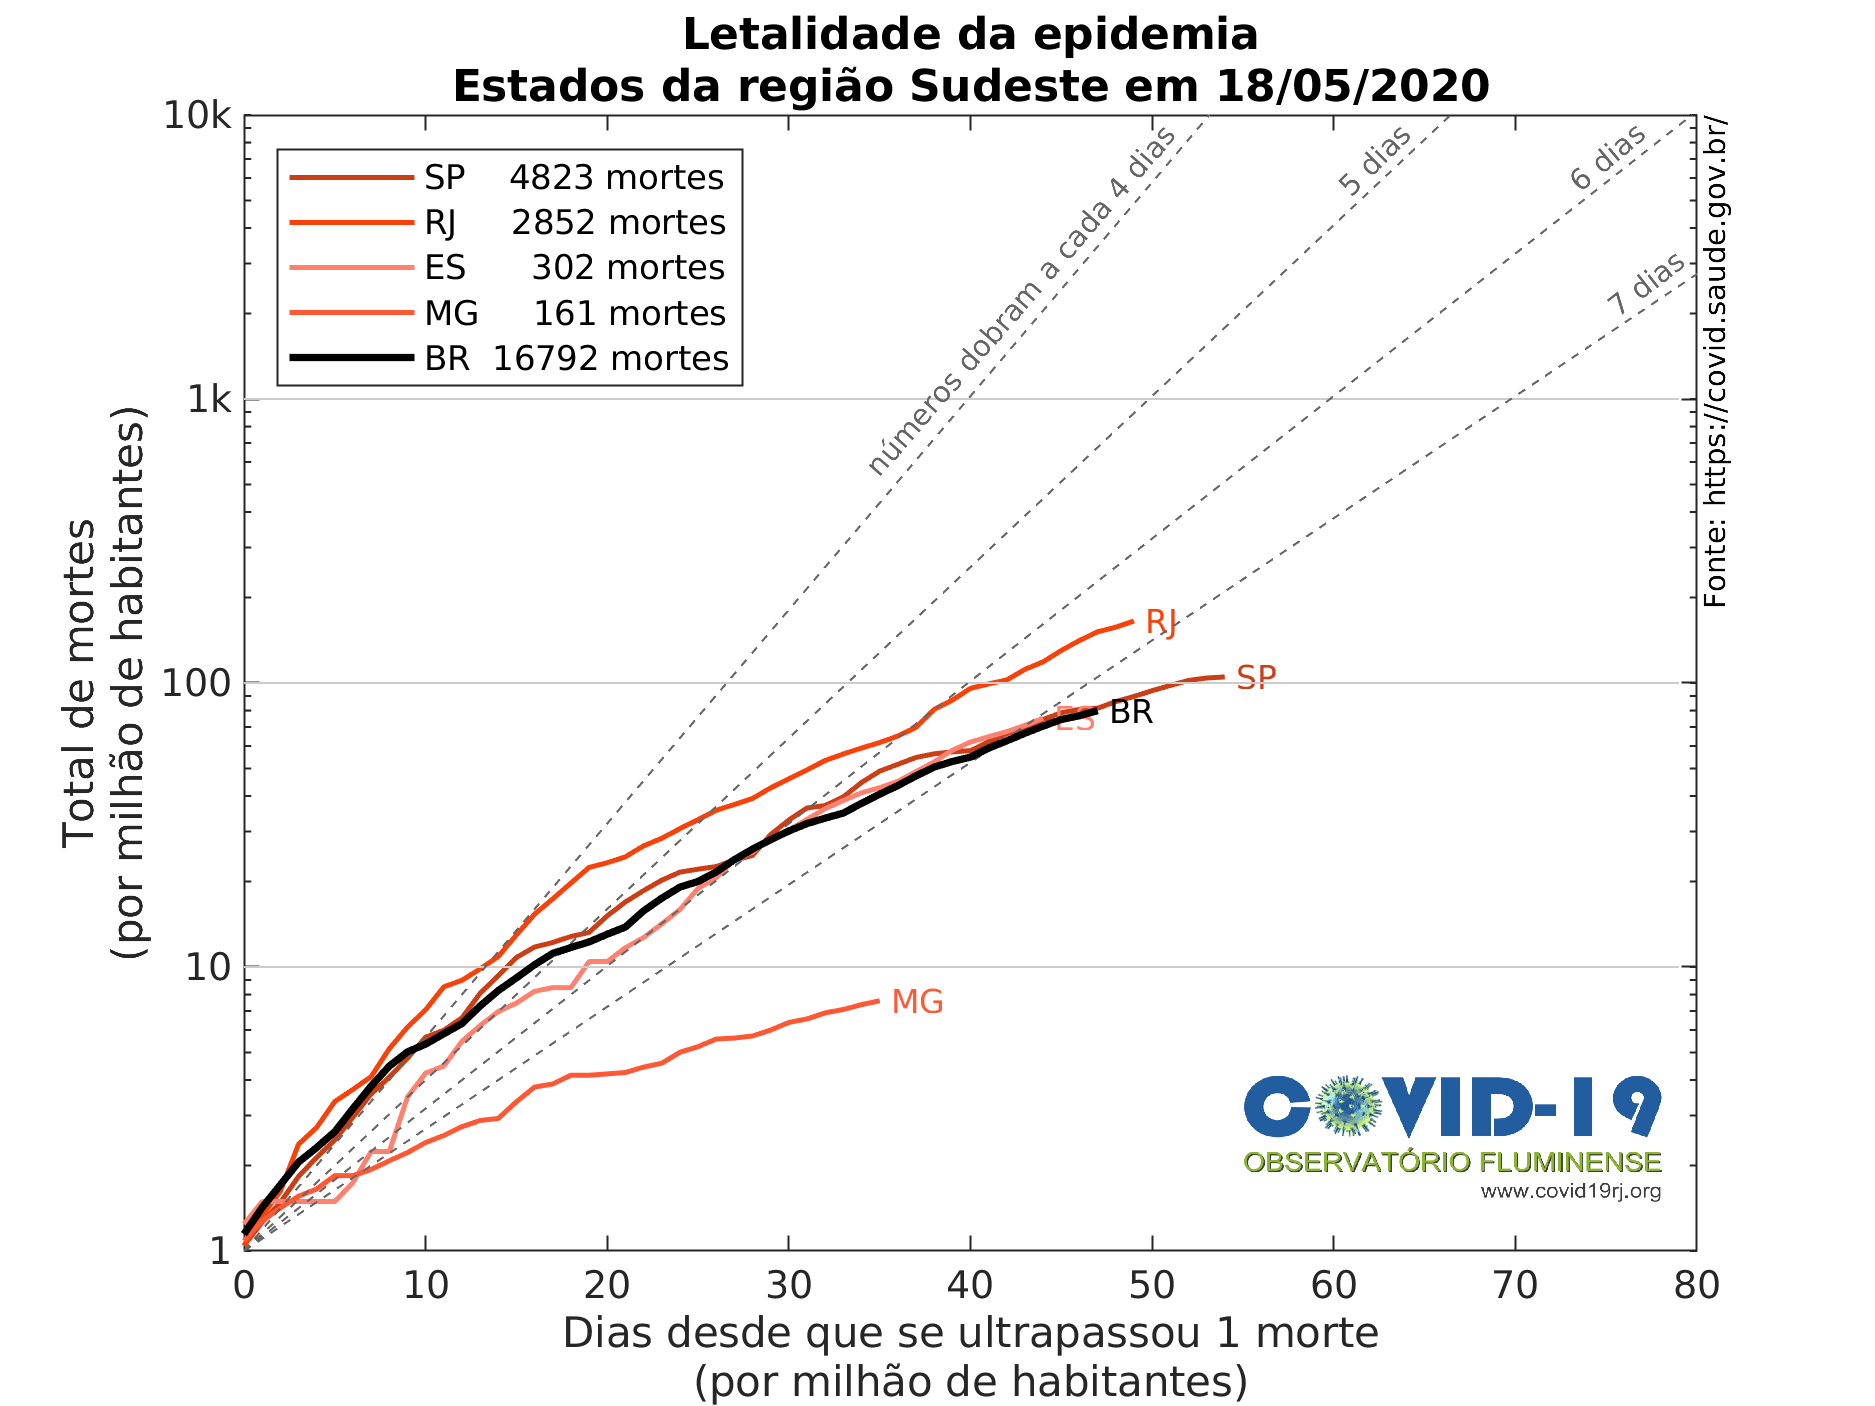 Letalidade da epidemia
Estados da região Sudeste em 18/05/2020
10k
1k
100
10
1
Total de mortes
(por milhão de habitantes)
SP 4823 mortes
RJ 2852 mortes
ES 302 mortes
MG 161 mortes
BR 16792 mortes
números dobram a cada 4 dias
5 dias
6 dias
7 dias
Fonte: https://covid.saude.gov.br/
RJ
SP
ES
BR
MG
COVID-19
OBSERVATÓRIO FLUMINENSE
www.covid19rj.org
0 10 20 30 40 50 60 70 80
Dias desde que se ultrapassou 1 morte
(por milhão de habitantes)